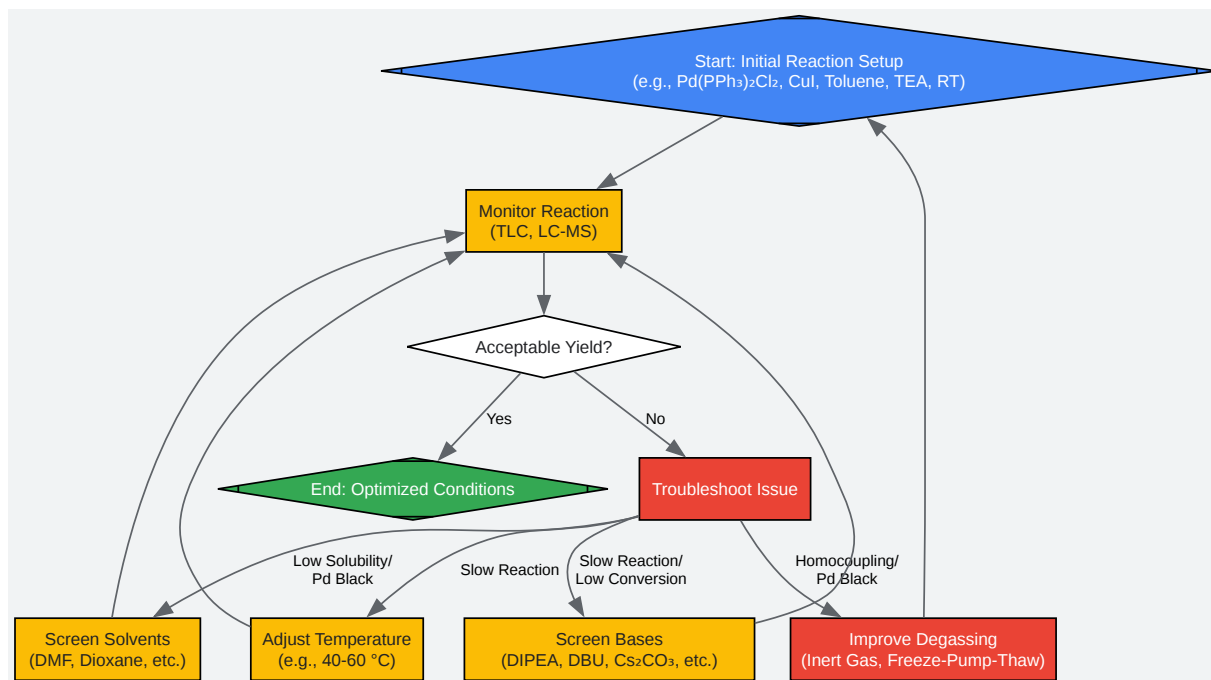 Start: Initial Reaction Setup
(e.g., Pd(PPh₃)₂Cl₂, CuI, Toluene, TEA, RT)
Monitor Reaction
(TLC, LC-MS)
Acceptable Yield?
Yes
No
End: Optimized Conditions
Troubleshoot Issue
Low Solubility/
Pd Black
Slow Reaction
Slow Reaction/
Low Conversion
Homocoupling/
Pd Black
Screen Solvents
(DMF, Dioxane, etc.)
Adjust Temperature
(e.g., 40-60 °C)
Screen Bases
(DIPEA, DBU, Cs₂CO₃, etc.)
Improve Degassing
(Inert Gas, Freeze-Pump-Thaw)